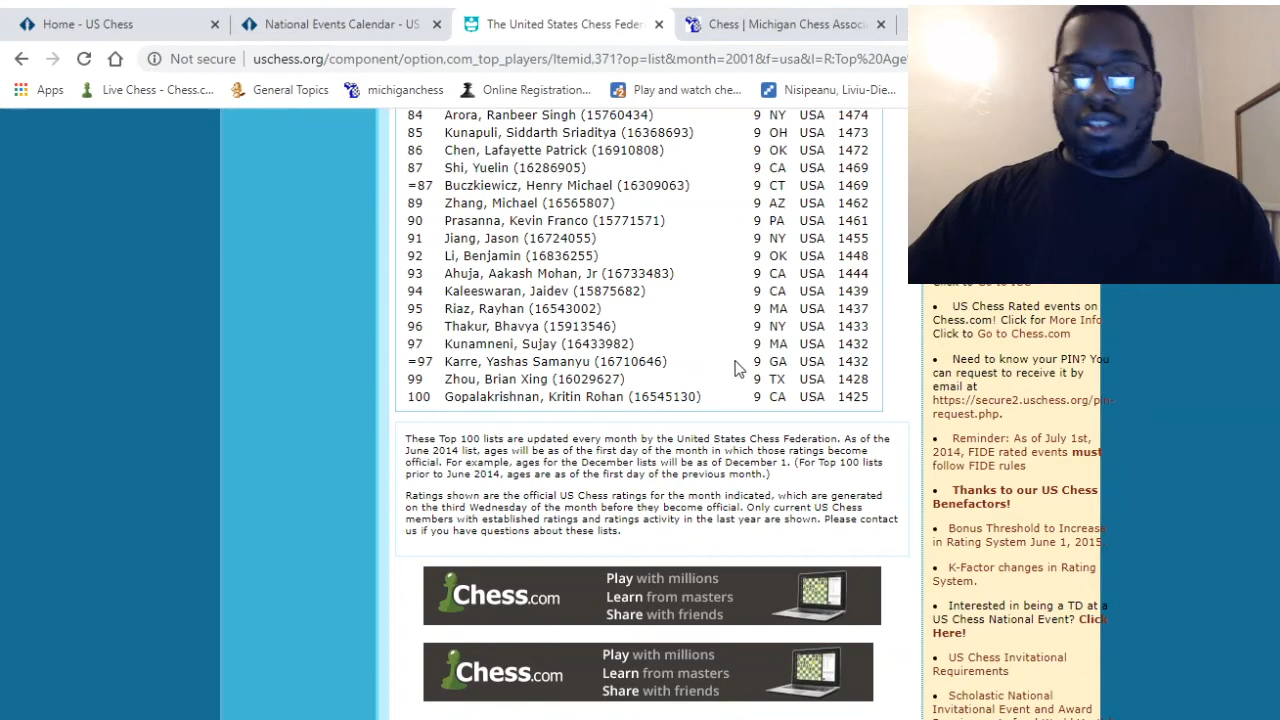 Home - US Chess
National Events Calendar - US
The United States Chess Feder
Chess | Michigan Chess Associ
Not secure
uschess.org/component/option.com_top_players/Itemid,371?op=list&month=2001&f=usa&l=R:Top%20Age
Apps
Live Chess - Chess.c...
General Topics
Michigan
Online Registration...
Play and watch che...
Nisipeanu, Liviu-Die...
84 Arora, Ranbeer Singh (15760434) 9 NY USA 1474
85 Kunapuli, Siddarth Sriaditya (16368693) 9 OH USA 1473
86 Chen, Lafayette Patrick (16910808) 9 OK USA 1472
87 Shi, Yuelin (16286905) 9 CA USA 1469
=87 Buczkiewicz, Henry Michael (16309063) 9 CT USA 1469
89 Zhang, Michael (16565807) 9 AZ USA 1462
90 Prasanna, Kevin Franco (15771571) 9 PA USA 1461
91 Jiang, Jason (16724055) 9 NY USA 1455
92 Li, Benjamin (16836255) 9 OK USA 1448
93 Ahuja, Aakash Mohan, Jr (16733483) 9 CA USA 1444
94 Kaleeswaran, Jaidev (15875682) 9 CA USA 1439
95 Riaz, Fayhan (16543002) 9 MA USA 1437
96 Thakur, Bhavya (15913546) 9 NY USA 1433
97 Kunannneni, Sujay (16433982) 9 MA USA 1432
=97 Karre, Yashas Samanyu (16710646) 9 GA USA 1432
99 Zhou, Brian Xing (16029627) 9 TX USA 1428
100 Gopalakrishnan, Kritin Rohan (16545130) 9 CA USA 1425
These Top 100 lists are updated every month by the United States Chess Federation. As of the
June 2014 list, ages will be as of the first day of the month in which those ratings become
official. For example, ages for the December lists will be as of December 1. (For Top 100 lists
prior to June 2014, ages are as of the first day of the previous month.)
Ratings shown are the official US Chess ratings for the month indicated, which are generated
on the third Wednesday of the month before they become official. Only current US Chess
members with established ratings and ratings activity in the last year are shown. Please contact
us if you have questions about these lists.
Chess.com
Play with millions
Learn from masters
Share with friends
Chess.com
Play with millions
Learn from masters
Share with friends
Click to Go to ICC
US Chess Rated events on
Chess.com! Click for More Info
Click to Go to Chess.com
Need to know your PIN? You
can request to receive it by
email at
https://secure2.uschess.org/pin-
request.php.
Reminder: As of July 1st,
2014, FIDE rated events must
follow FIDE rules
Thanks to our US Chess
Benefactors!
Bonus Threshold to Increase
in Rating System June 1, 2015.
K-Factor changes in Rating
System.
Interested in being a TD at a
US Chess National Event? Click
Here!
US Chess Invitational
Requirements
Scholastic National
Invitational Event and Award